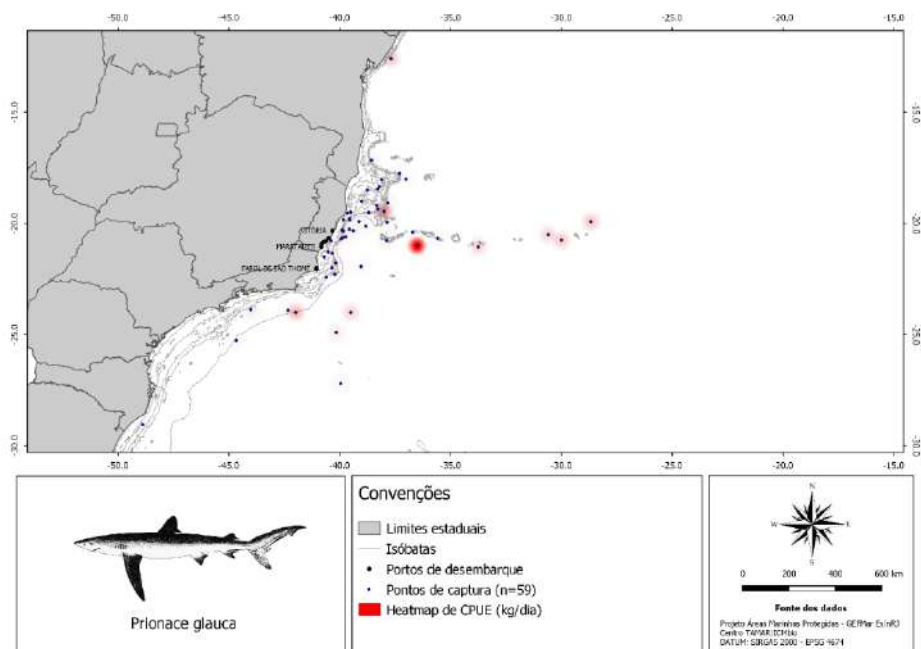 -50.0 -45.0 -40.0 -35.0 -30.0 -25.0 -20.0 -15.0
-15.0 -15.0
-20.0 -20.0
-25.0 -25.0
-30.0 -30.0
VITÓRIA
FAROL DE SÃO THOMÉ
-50.0 -45.0 -40.0 -35.0 -30.0 -25.0 -20.0 -15.0
Prionace glauca
Convenções
Limites estaduais
Isóbatas
Portos de desembarque
Pontos de captura (n=59)
Heatmap de CPUE (kg/dia)
N
W E
S
0 200 400 600 km
Fonte dos dados
Projeto Áreas Marinhas Protegidas - GEFMar
Centro TAMAR/ICMBio
DATUM: SIRGAS 2000 - EPSG 4674